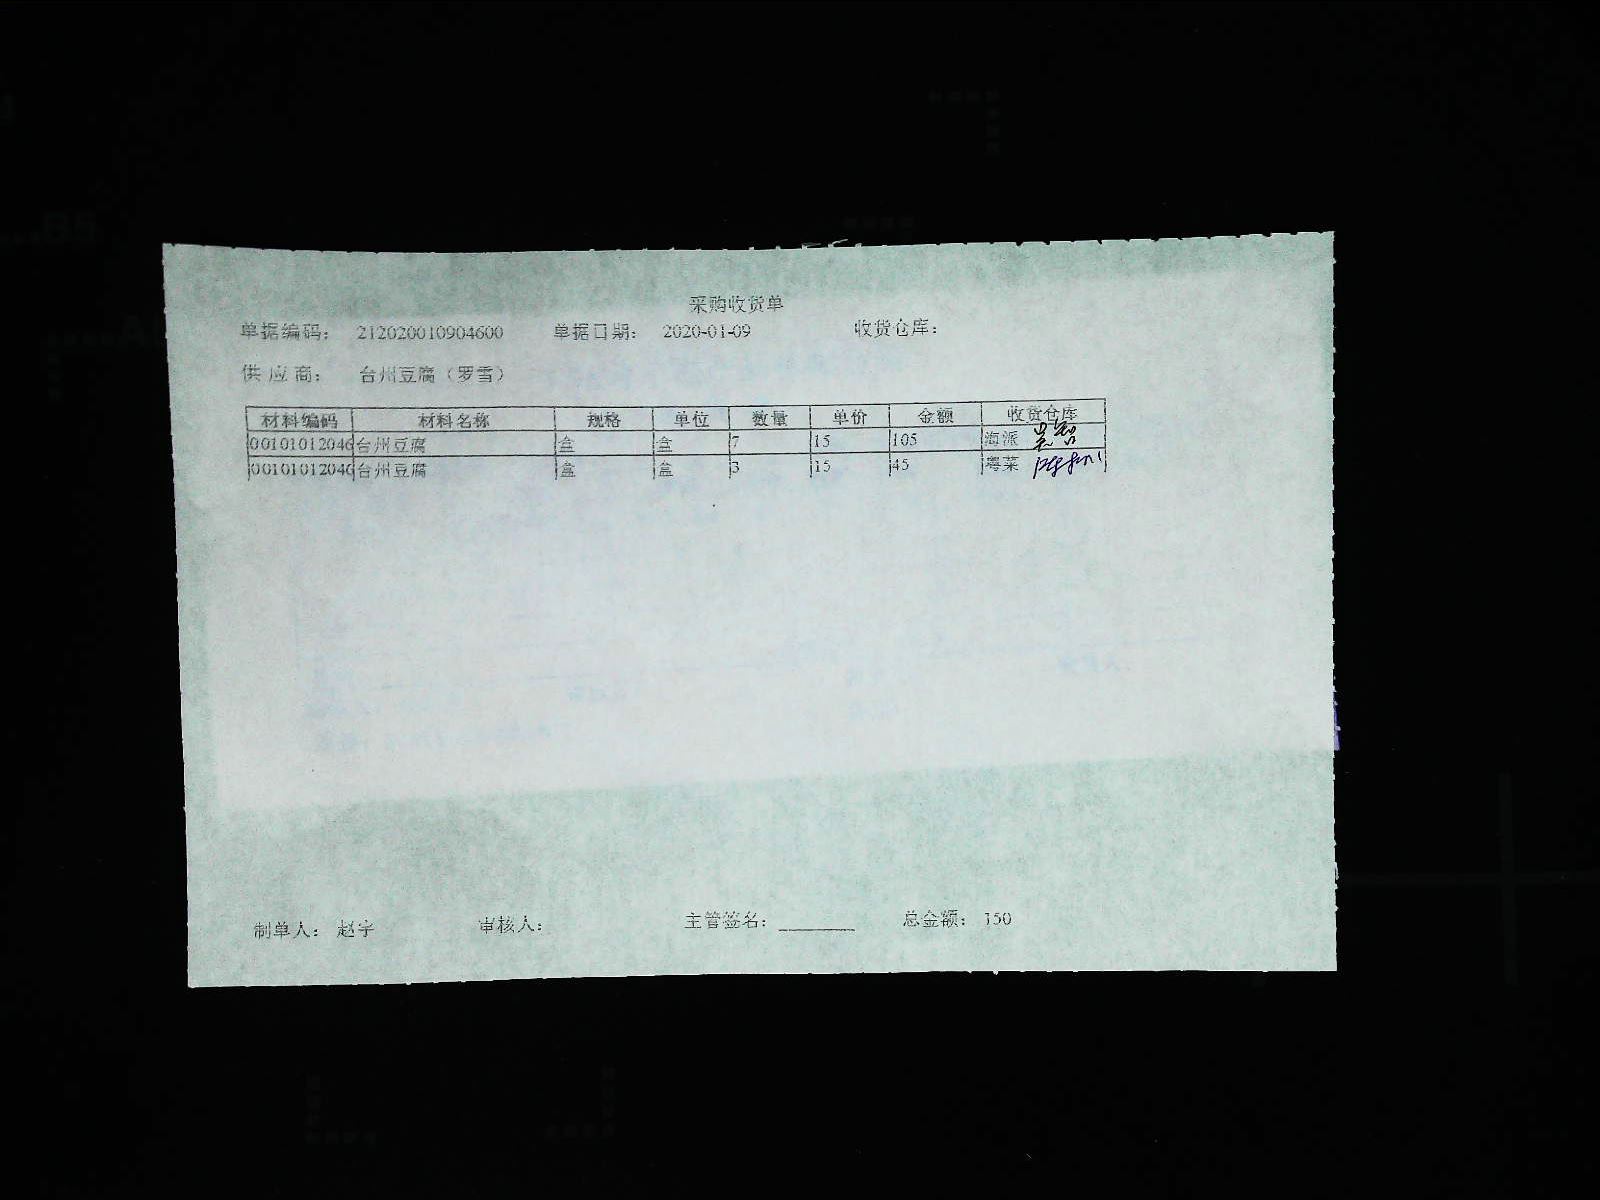 采购收货单
单据编码： 212020010904600 单据日期： 2020-01-09 收货仓库：
供 应 商： 台州豆腐（罗雪）
材料编码 材料名称 规格 单位 数量 单价 金额 收货仓库
00101012046 台州豆腐 盒 盒 7 15 105 海派
00101012046 台州豆腐 盒 盒 3 15 45 粤菜
制单人： 赵宇 审核人： 主管签名： 总金额： 150